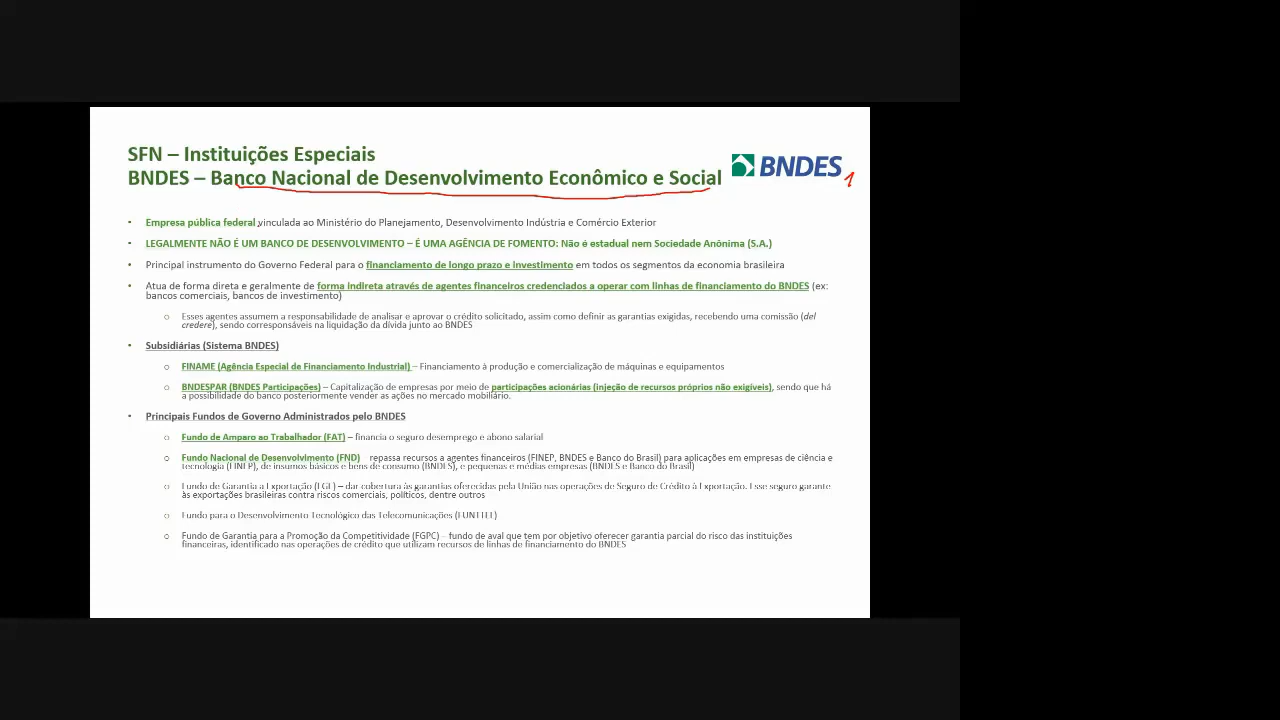 SFN – Instituições Especiais
BNDES – Banco Nacional de Desenvolvimento Econômico e Social
BNDES
1
• Empresa pública federal vinculada ao Ministério do Planejamento, Desenvolvimento Indústria e Comércio Exterior
• LEGALMENTE NÃO É UM BANCO DE DESENVOLVIMENTO – É UMA AGÊNCIA DE FOMENTO: Não é estadual nem Sociedade Anônima (S.A.)
• Principal instrumento do Governo Federal para o financiamento de longo prazo e investimento em todos os segmentos da economia brasileira
• Atua de forma direta e geralmente de forma indireta através de agentes financeiros credenciados a operar com linhas de financiamento do BNDES (ex:
bancos comerciais, bancos de investimento)
o Esses agentes assumem a responsabilidade de analisar e aprovar o crédito solicitado, assim como definir as garantias exigidas, recebendo uma comissão (del
credere), sendo corresponsáveis na liquidação da dívida junto ao BNDES
• Subsidiárias (Sistema BNDES)
o FINAME (Agência Especial de Financiamento Industrial) – Financiamento à produção e comercialização de máquinas e equipamentos
o BNDESPAR (BNDES Participações) – Capitalização de empresas por meio de participações acionárias (injeção de recursos próprios não exigíveis), sendo que há
a possibilidade do banco posteriormente vender as ações no mercado mobiliário.
• Principais Fundos de Governo Administrados pelo BNDES
o Fundo de Amparo ao Trabalhador (FAT) – financia o seguro desemprego e abono salarial
o Fundo Nacional de Desenvolvimento (FND) repassa recursos a agentes financeiros (FINEP, BNDES e Banco do Brasil) para aplicações em empresas de ciência e
tecnologia (FINEP), de insumos básicos e bens de consumo (BNDES), e pequenas e médias empresas (BNDES e Banco do Brasil)
o Fundo de Garantia a Exportação (FGE) – dar cobertura às garantias oferecidas pela União nas operações de Seguro de Crédito à Exportação. Esse seguro garante
às exportações brasileiras contra riscos comerciais, políticos, dentre outros
o Fundo para o Desenvolvimento Tecnológico das Telecomunicações (FUNTTEL)
o Fundo de Garantia para a Promoção da Competitividade (FGPC) – fundo de aval que tem por objetivo oferecer garantia parcial do risco das instituições
financeiras, identificado nas operações de crédito que utilizam recursos de linhas de financiamento do BNDES